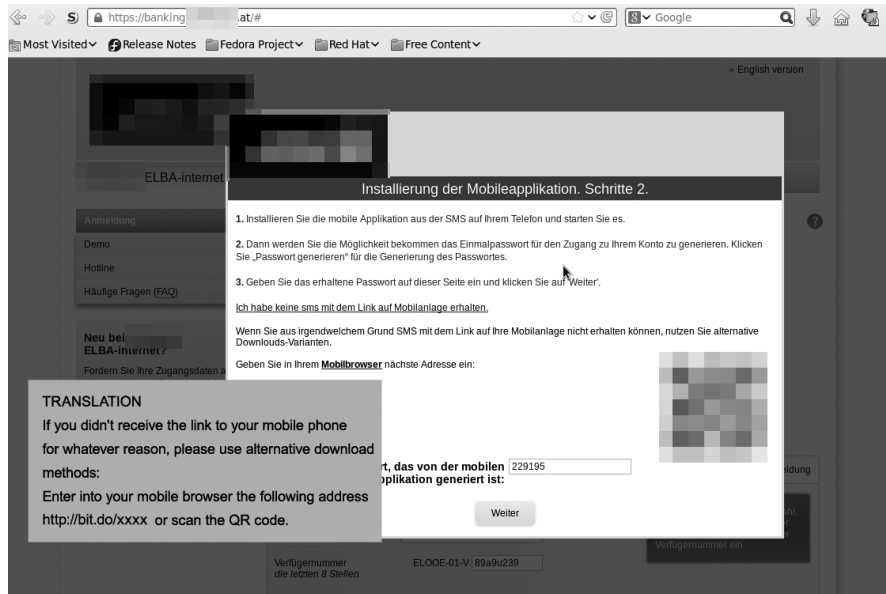 https://banking .at/#
Google
Most Visited Release Notes Fedora Project Red Hat Free Content
» English version
ELBA-internet
Installierung der Mobileapplikation. Schritte 2.
Anmeldung
Demo
Hotline
Häufige Fragen (FAQ)
Neu bei
ELBA-internet?
Fordern Sie Ihre Zugangsdaten a
1. Installieren Sie die mobile Applikation aus der SMS auf Ihrem Telefon und starten Sie es.
2. Dann werden Sie die Möglichkeit bekommen das Einmalpasswort für den Zugang zu Ihrem Konto zu generieren. Klicken
Sie „Passwort generieren“ für die Generierung des Passwortes.
3. Geben Sie das erhaltene Passwort auf dieser Seite ein und klicken Sie auf 'Weiter'.
Ich habe keine sms mit dem Link auf Mobilanlage erhalten.
Wenn Sie aus irgendwelchem Grund SMS mit dem Link auf Ihre Mobilanlage nicht erhalten können, nutzen Sie alternative
Downlouds-Varianten.
Geben Sie in Ihrem Mobilbrowser nächste Adresse ein:
TRANSLATION
If you didn't receive the link to your mobile phone
for whatever reason, please use alternative download
methods:
Enter into your mobile browser the following address
http://bit.do/xxxx or scan the QR code.
rt, das von der mobilen 229195
pplikation generiert ist:
Weiter
ldung
ahl,
er
r
Verfügernummer ein.
Verfügernummer ELOOE-01-V 89a9u239
die letzten 8 Stellen